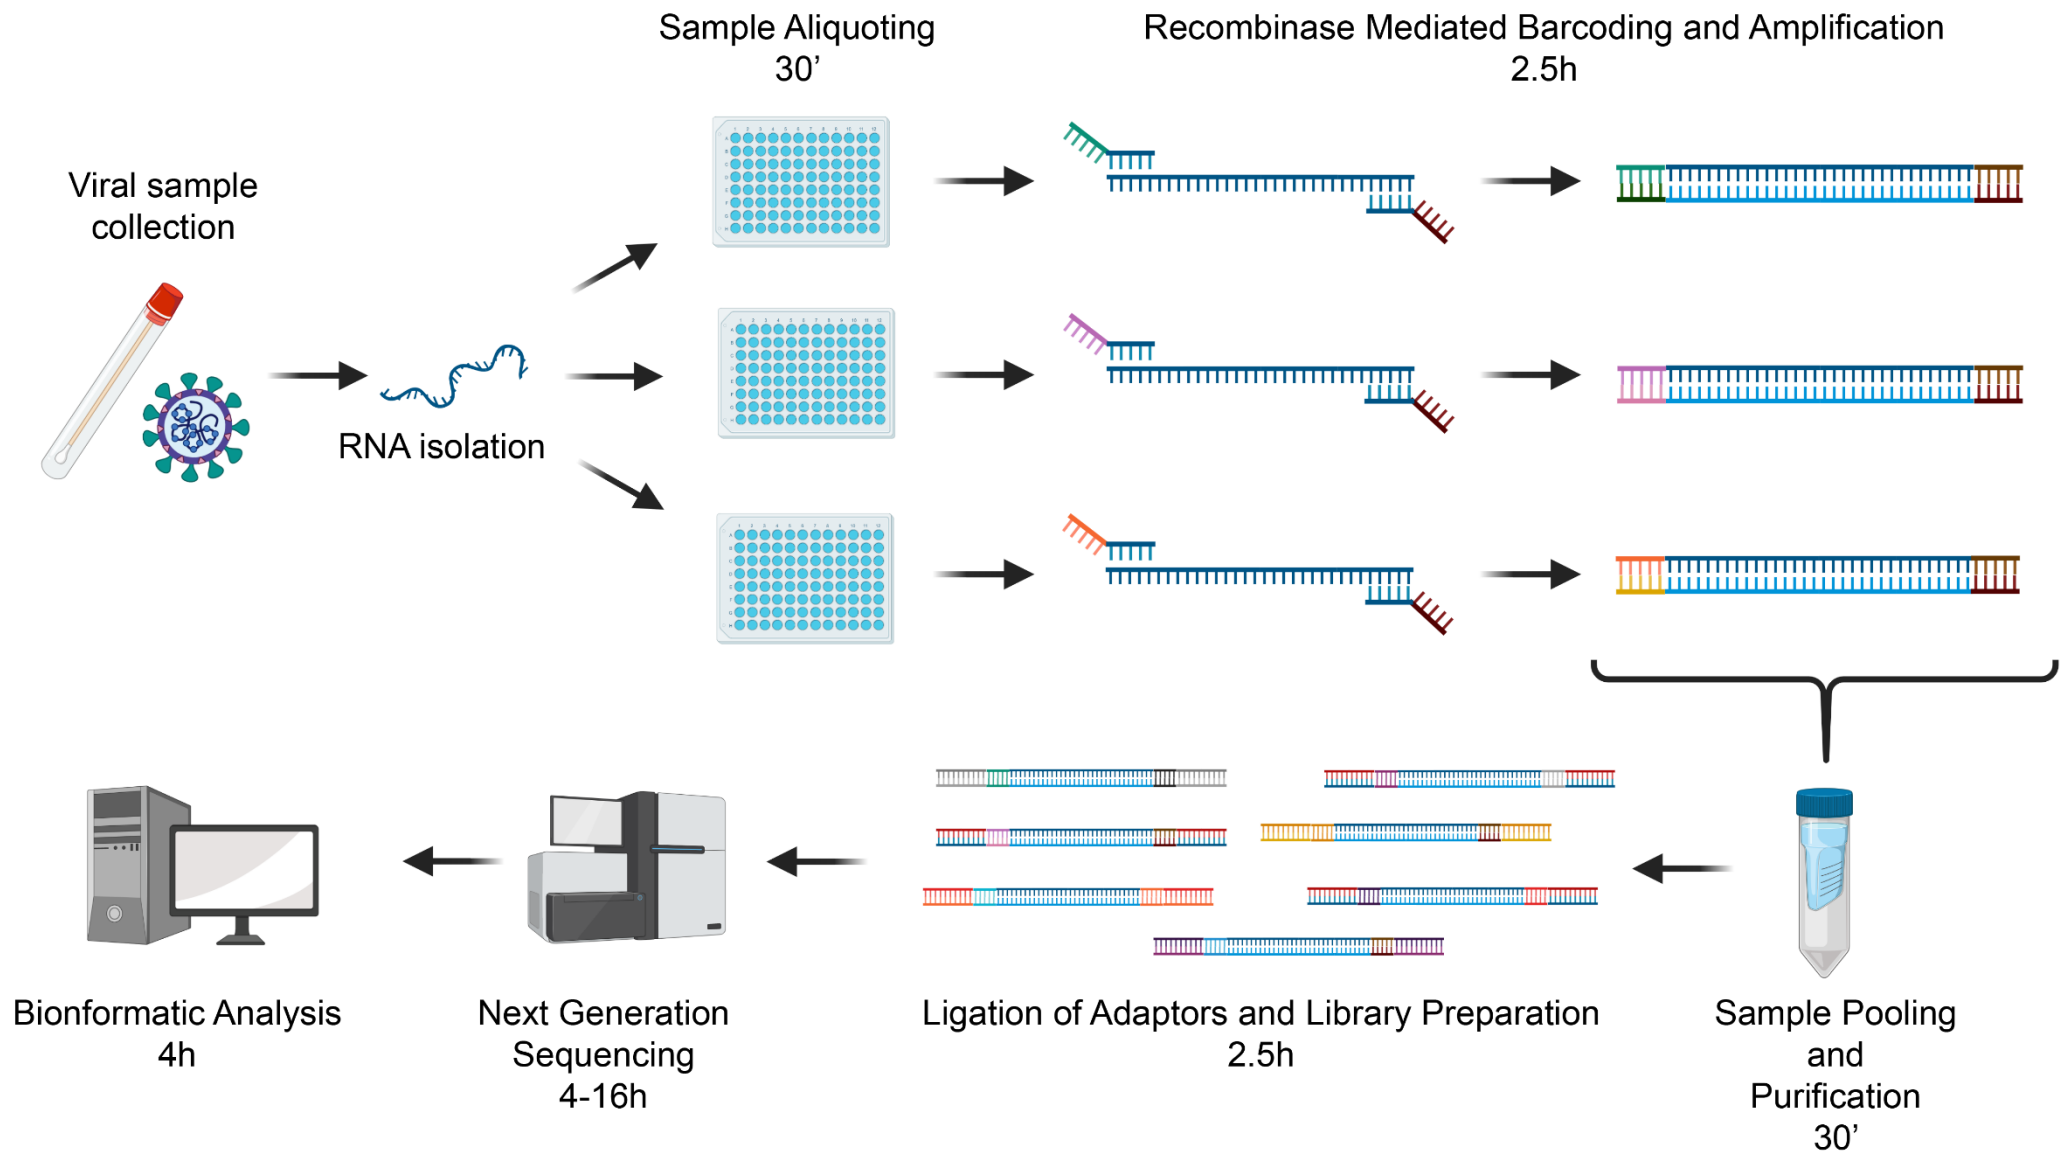 Sample Aliquoting
30’
Recombinase Mediated Barcoding and Amplification
2.5h
Viral sample
collection
RNA isolation
Bionformatic Analysis
4h
Next Generation
Sequencing
4-16h
Ligation of Adaptors and Library Preparation
2.5h
Sample Pooling
and
Purification
30’